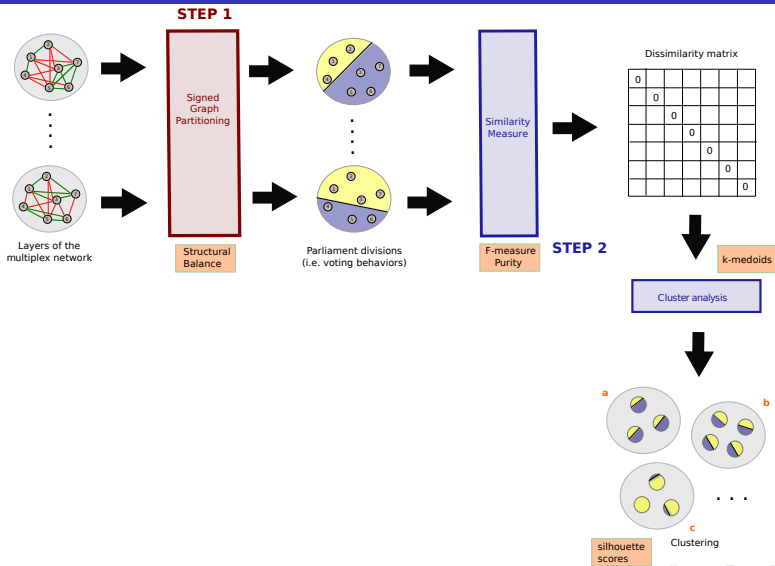 STEP 1
Signed
Graph
Partitioning
Layers of the
multiplex network
Structural
Balance
Parliament divisions
(i.e. voting behaviors)
Similarity
Measure
F-measure
Purity
STEP 2
Dissimilarity matrix
0
0
0
0
0
0
0
k-medoids
Cluster analysis
a
b
c
. . .
silhouette
scores
Clustering